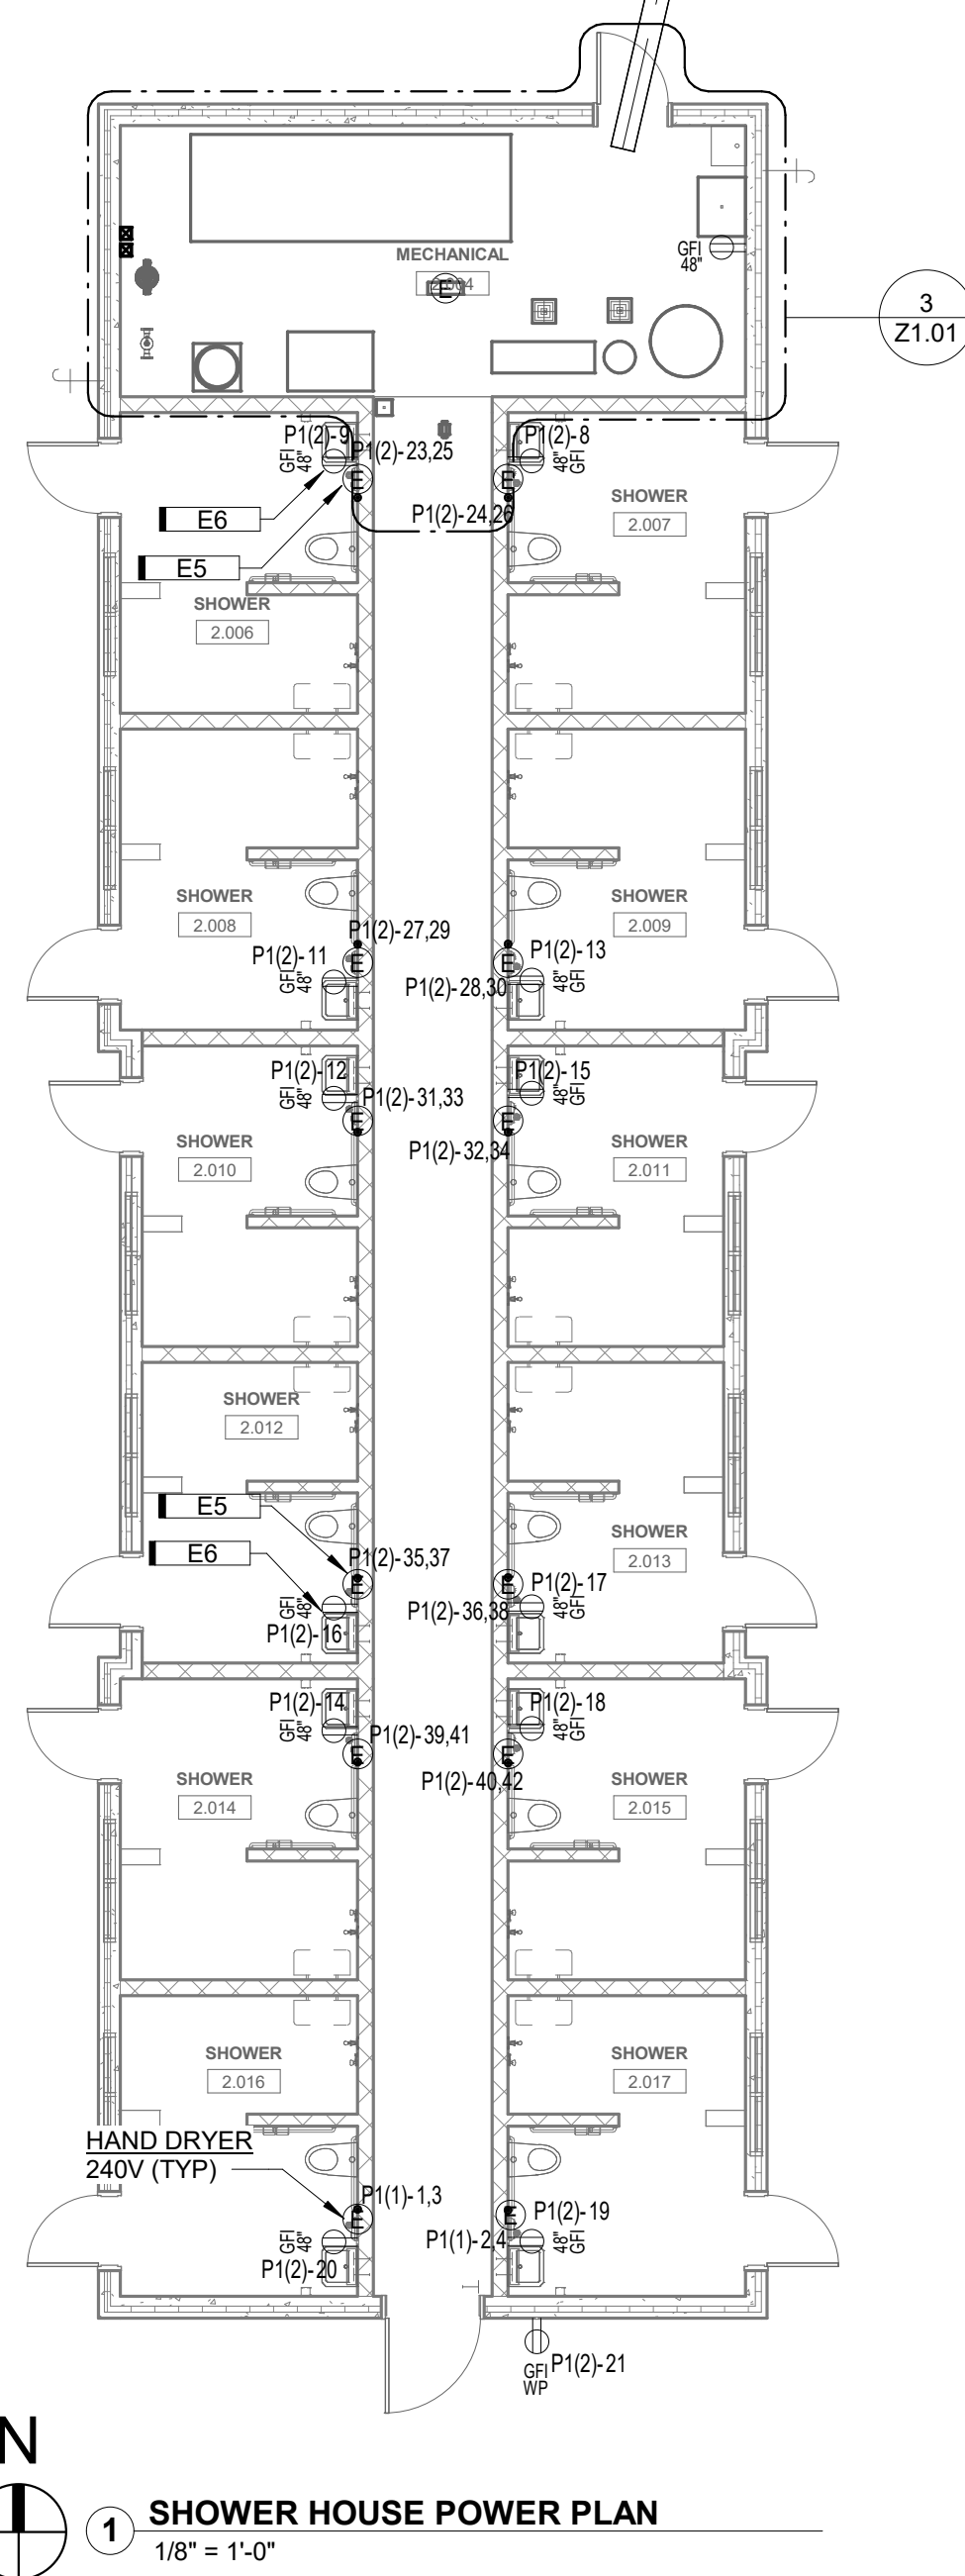 MECHANICAL
GFI
48"
3
Z1.01
P1(2)-9
GFI
48"
P1(2)-23,25
E
P1(2)-8
48"
GFI
E
P1(2)-24,26
E6
E5
SHOWER
2.006
SHOWER
2.007
SHOWER
2.008
SHOWER
2.009
P1(2)-27,29
P1(2)-11
GFI
48"
E
P1(2)-13
48"
GFI
E
P1(2)-28,30
P1(2)-12
GFI
48"
P1(2)-31,33
E
P1(2)-15
48"
GFI
E
P1(2)-32,34
SHOWER
2.010
SHOWER
2.011
SHOWER
2.012
E5
E6
P1(2)-35,37
E
GFI
48"
P1(2)-16
SHOWER
2.013
E
P1(2)-17
48"
GFI
P1(2)-36,38
P1(2)-14
GFI
48"
P1(2)-39,41
E
P1(2)-18
48"
GFI
E
P1(2)-40,42
SHOWER
2.014
SHOWER
2.015
SHOWER
2.016
SHOWER
2.017
HAND DRYER
240V (TYP)
P1(1)-1,3
E
GFI
48"
P1(2)-20
E
P1(2)-19
P1(1)-2,4
48"
GFI
GFI
WP
P1(2)-21
N
1
SHOWER HOUSE POWER PLAN
1/8" = 1'-0"